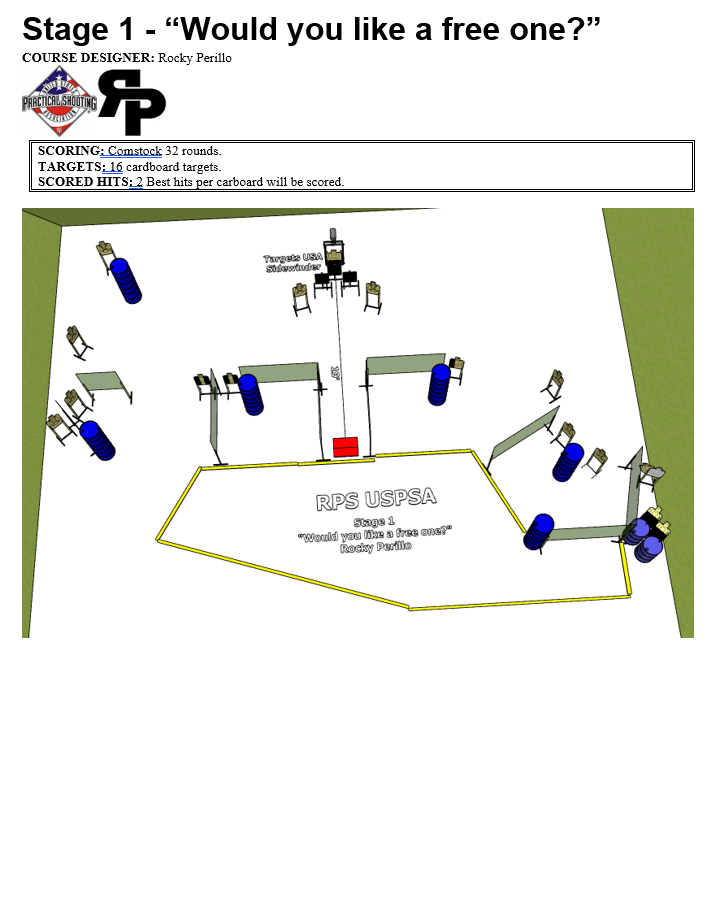 Stage 1 - “Would you like a free one?”
COURSE DESIGNER: Rocky Perillo
UNITED STATES
PRACTICAL SHOOTING
ASSOCIATION
RP
SCORING: Comstock 32 rounds.
TARGETS: 16 cardboard targets.
SCORED HITS: 2 Best hits per carboard will be scored.
Targets USA
Sidewinder
10'
RPS USPSA
Stage 1
"Would you like a free one?"
Rocky Perillo